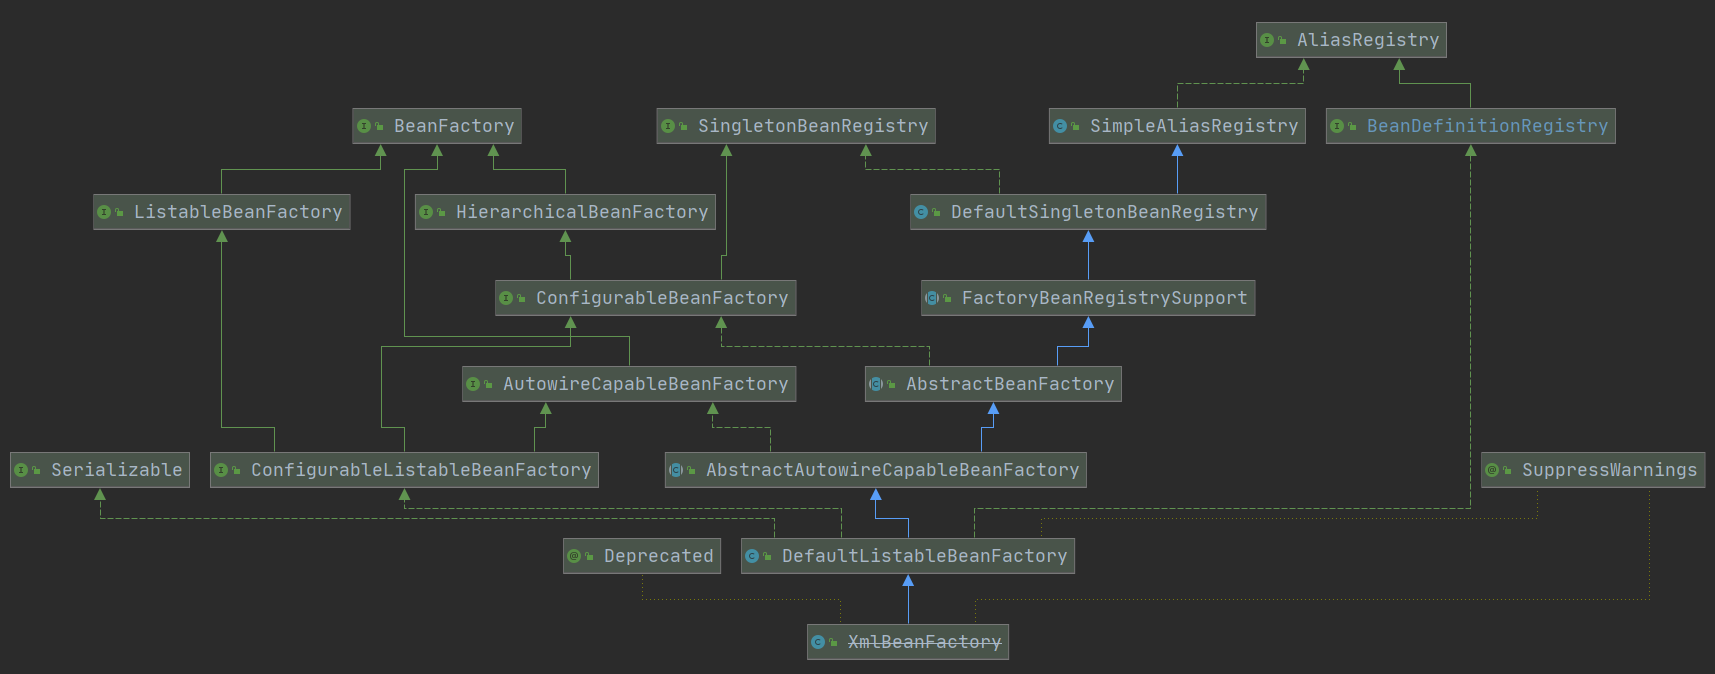 AliasRegistry
BeanFactory
SingletonBeanRegistry
SimpleAliasRegistry
BeanDefinitionRegistry
ListableBeanFactory
HierarchicalBeanFactory
DefaultSingletonBeanRegistry
ConfigurableBeanFactory
FactoryBeanRegistrySupport
AutowireCapableBeanFactory
AbstractBeanFactory
Serializable
ConfigurableListableBeanFactory
AbstractAutowireCapableBeanFactory
SuppressWarnings
Deprecated
DefaultListableBeanFactory
XmlBeanFactory